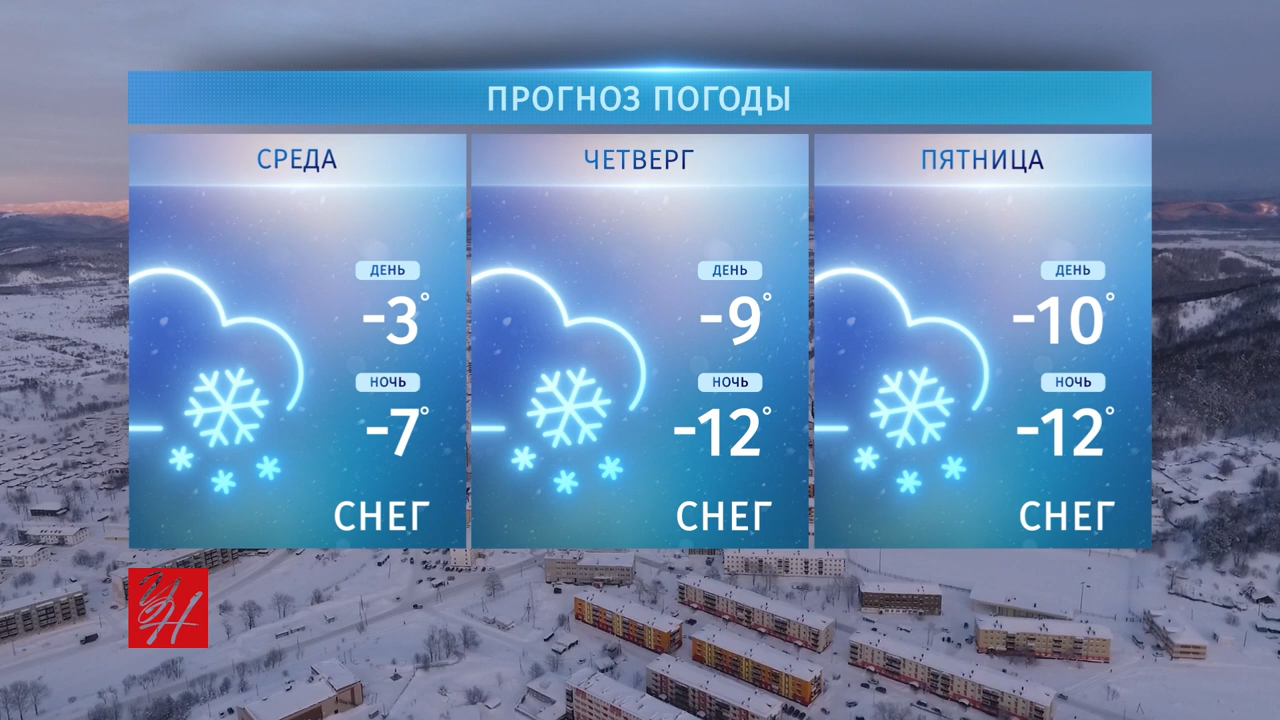 ПРОГНОЗ ПОГОДЫ
СРЕДА
ДЕНЬ
-3°
НОЧЬ
-7°
СНЕГ
ЧЕТВЕРГ
ДЕНЬ
-9°
НОЧЬ
-12°
СНЕГ
ПЯТНИЦА
ДЕНЬ
-10°
НОЧЬ
-12°
СНЕГ
УН